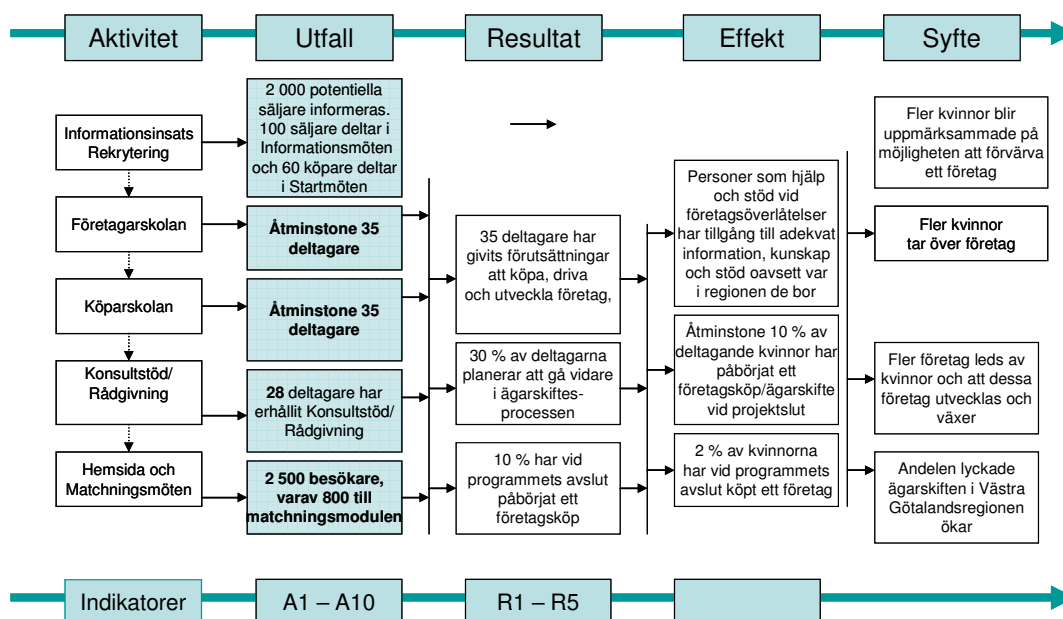 Aktivitet
Utfall
Resultat
Effekt
Syfte
Informationsinsats
Rekrytering
Företagarskolan
Köparskolan
Konsultstöd/
Rådgivning
Hemsida och
Matchningsmöten
2 000 potentiella
säljare informeras.
100 säljare deltar i
Informationsmöten
och 60 köpare deltar
i Startmöten
Åtminstone 35
deltagare
Åtminstone 35
deltagare
28 deltagare har
erhållit Konsultstöd/
Rådgivning
2 500 besökare,
varav 800 till
matchningsmodulen
35 deltagare har
givits förutsättningar
att köpa, driva
och utveckla företag,
30 % av deltagarna
planerar att gå vidare
i ägarskiftes-
processen
10 % har vid
programmets avslut
påbörjat ett
företagsköp
Personer som hjälp
och stöd vid
företagsöverlåtelser
har tillgång till adekvat
information, kunskap
och stöd oavsett var
i regionen de bor
Åtminstone 10 % av
deltagande kvinnor har
påbörjat ett
företagsköp/ägarskifte
vid projektslut
2 % av kvinnorna
har vid programmets
avslut köpt ett företag
Fler kvinnor blir
uppmärksammade på
möjligheten att förvärva
ett företag
Fler kvinnor
tar över företag
Fler företag leds av
kvinnor och att dessa
företag utvecklas och
växer
Andelen lyckade
ägarskiften i Västra
Götalandsregionen
ökar
Indikatorer
A1 – A10
R1 – R5